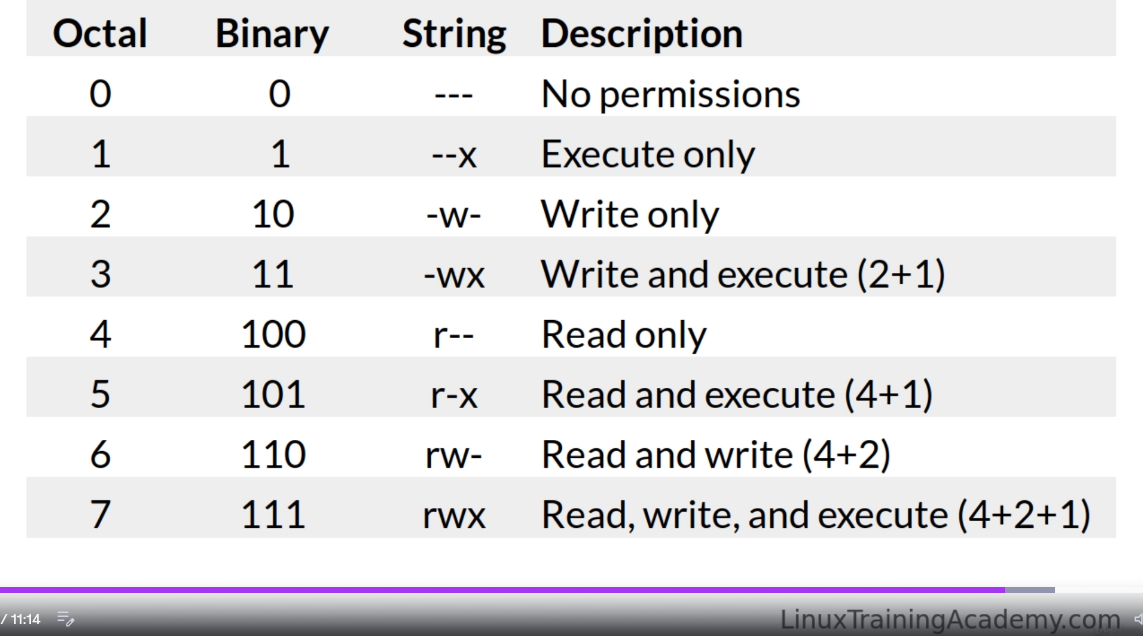 Octal Binary String Description
0 0 --- No permissions
1 1 --x Execute only
2 10 -w- Write only
3 11 -wx Write and execute (2+1)
4 100 r-- Read only
5 101 r-x Read and execute (4+1)
6 110 rw- Read and write (4+2)
7 111 rwx Read, write, and execute (4+2+1)
/ 11:14 LinuxTrainingAcademy.com